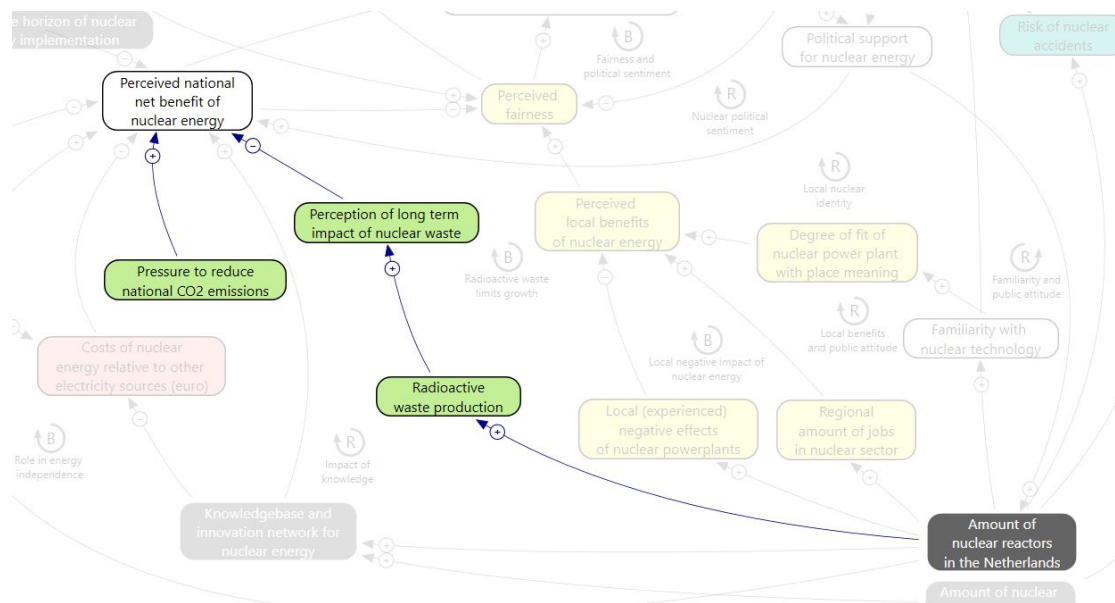 e horizon of nuclear
y implementation
Perceived national
net benefit of
nuclear energy
B
Fairness and
political sentiment
Political support
for nuclear energy
Risk of nuclear
accidents
Perceived
fairness
R
Nuclear political
sentiment
Perception of long term
impact of nuclear waste
Perceived
local benefits
of nuclear energy
R
Local nuclear
identity
Degree of fit of
nuclear power plant
with place meaning
Pressure to reduce
national CO2 emissions
B
Radioactive waste
limits growth
R
Familiarity and
public attitude
R
Local benefits
and public attitude
Familiarity with
nuclear technology
Costs of nuclear
energy relative to other
electricity sources (euro)
B
Local negative impact of
nuclear energy
Radioactive
waste production
Local (experienced)
negative effects
of nuclear powerplants
Regional
amount of jobs
in nuclear sector
B
Role in energy
independence
R
Impact of
knowledge
Knowledgebase and
innovation network for
nuclear energy
Amount of
nuclear reactors
in the Netherlands
Amount of nuclear